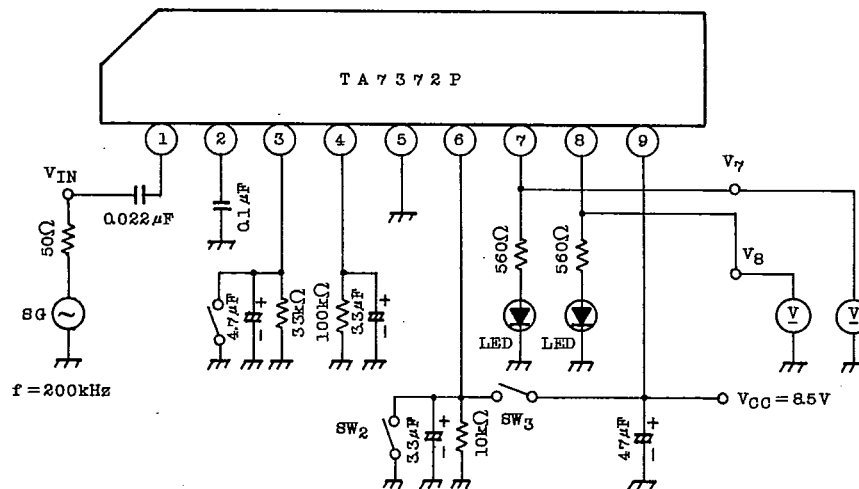 TA7372P
1 2 3 4 5 6 7 8 9
VIN
0.022μF
50Ω
SG
f=200kHz
0.1μF
4.7μF
+
-
33kΩ
100kΩ
3.3μF
+
-
560Ω
560Ω
LED
LED
V7
V8
V
V
SW2
3.3μF
+
-
10kΩ
SW3
47μF
+
-
VCC=8.5V